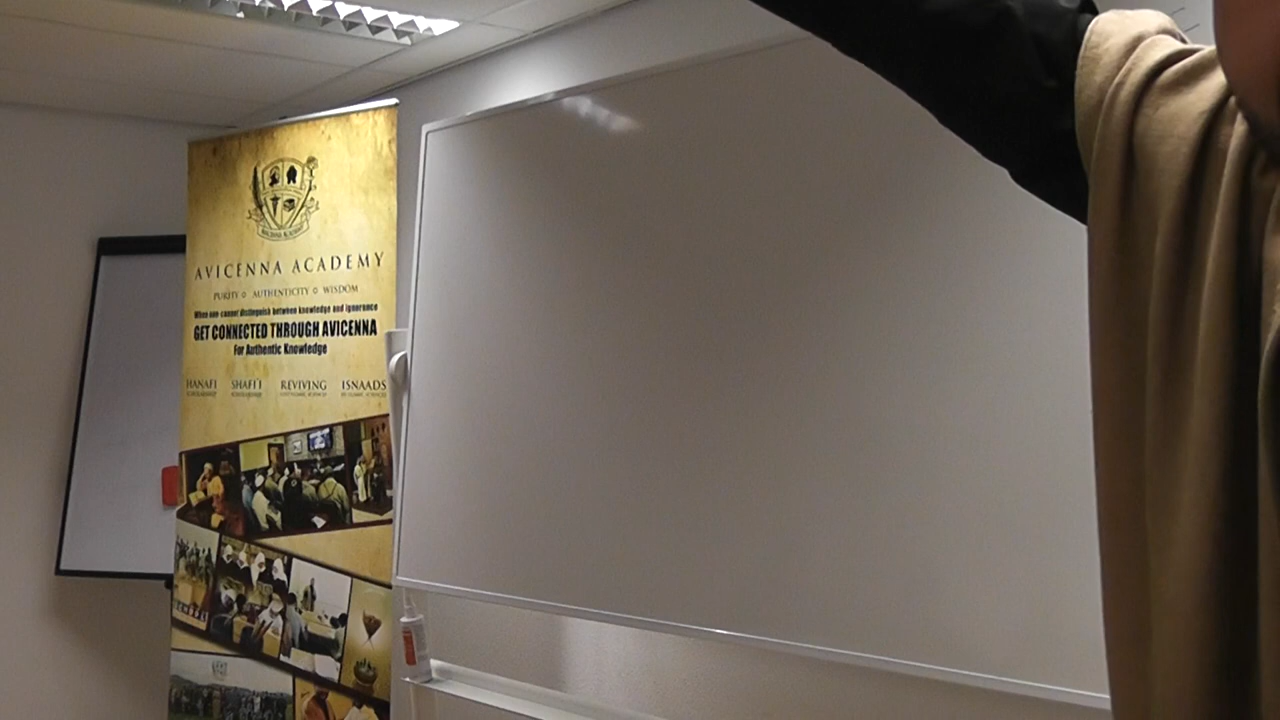 AVICENNA ACADEMY
PURITY AUTHENTICITY WISDOM
When one cannot distinguish between knowledge and ignorance
GET CONNECTED THROUGH AVICENNA
For Authentic Knowledge
HANAFI SHAFI'I REVIVING ISNAADS